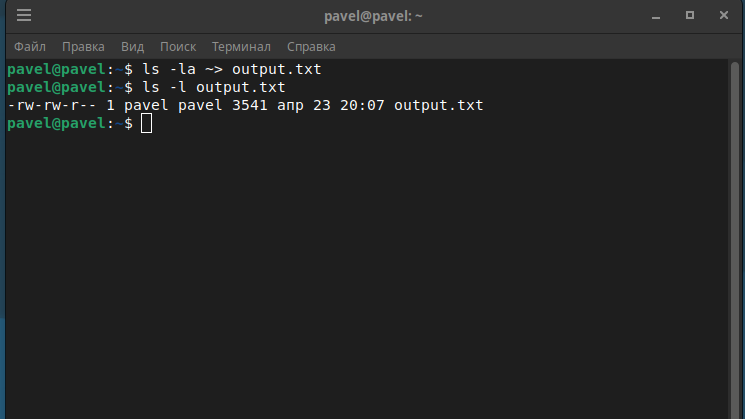 pavel@pavel: ~
Файл Правка Вид Поиск Терминал Справка
pavel@pavel:~$ ls -la ~> output.txt
pavel@pavel:~$ ls -l output.txt
-rw-rw-r-- 1 pavel pavel 3541 апр 23 20:07 output.txt
pavel@pavel:~$